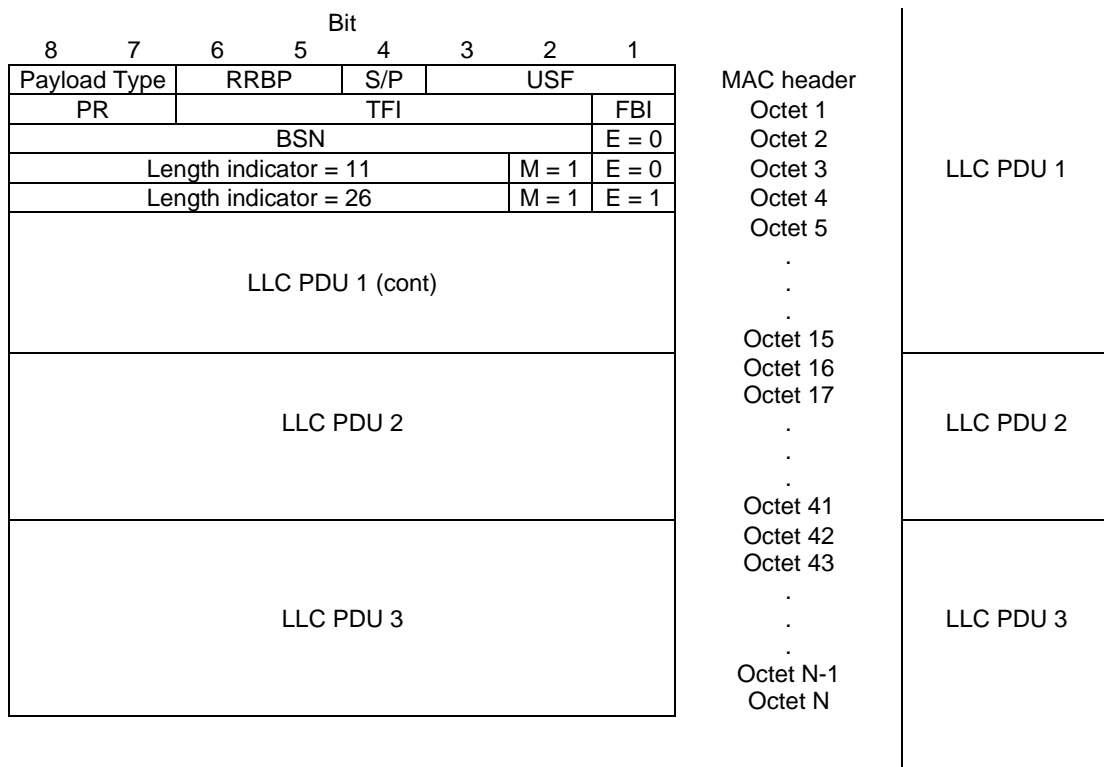 Bit
8 7 6 5 4 3 2 1
Payload Type RRBP S/P USF MAC header
PR TFI FBI Octet 1
BSN E = 0 Octet 2
Length indicator = 11 M = 1 E = 0 Octet 3 LLC PDU 1
Length indicator = 26 M = 1 E = 1 Octet 4
Octet 5
.
LLC PDU 1 (cont) .
.
Octet 15
Octet 16
Octet 17
LLC PDU 2 . LLC PDU 2
.
.
Octet 41
Octet 42
Octet 43
.
LLC PDU 3 . LLC PDU 3
.
Octet N-1
Octet N